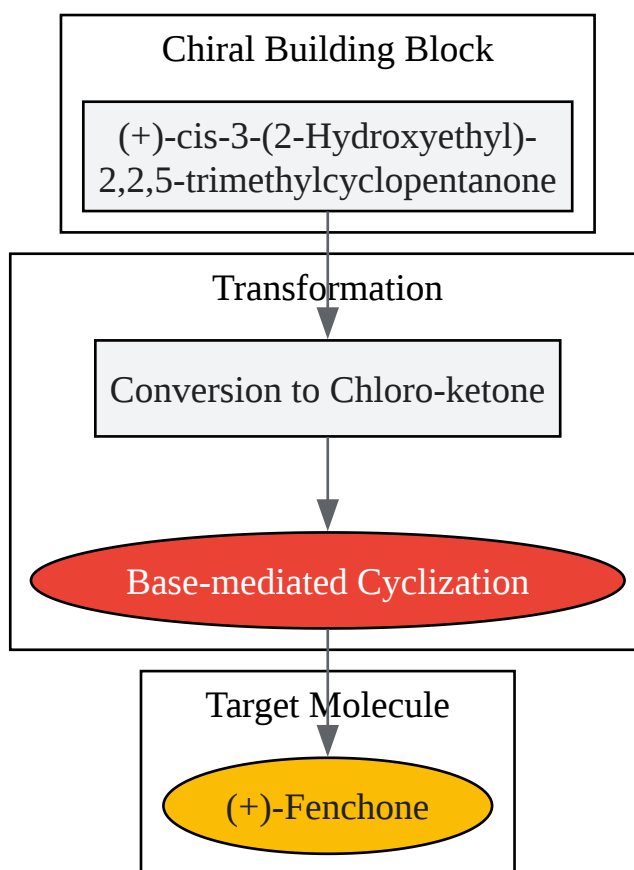 Chiral Building Block
(+)-cis-3-(2-Hydroxyethyl)-
2,2,5-trimethylcyclopentanone
Transformation
Conversion to Chloro-ketone
Base-mediated Cyclization
Target Molecule
(+)-Fenchone